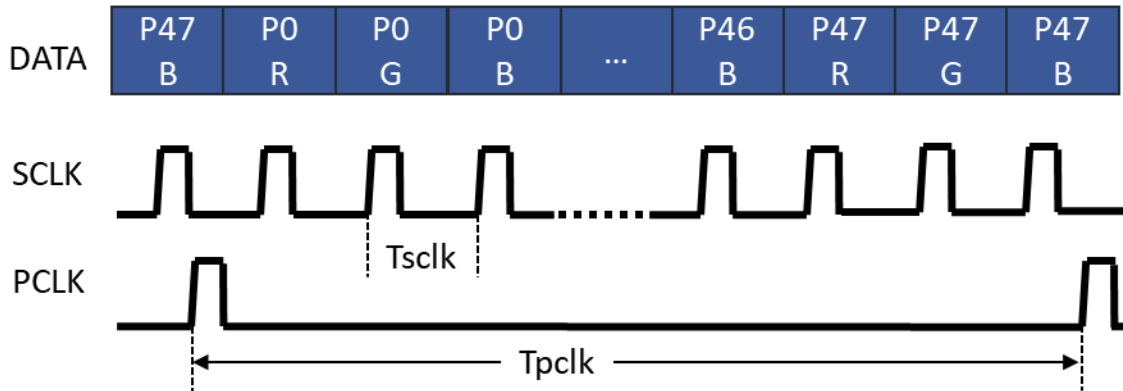 DATA
P47 P0 P0 P0 ... P46 P47 P47 P47
B R G B B R G B
SCLK
Tsclk
PCLK
Tpclk